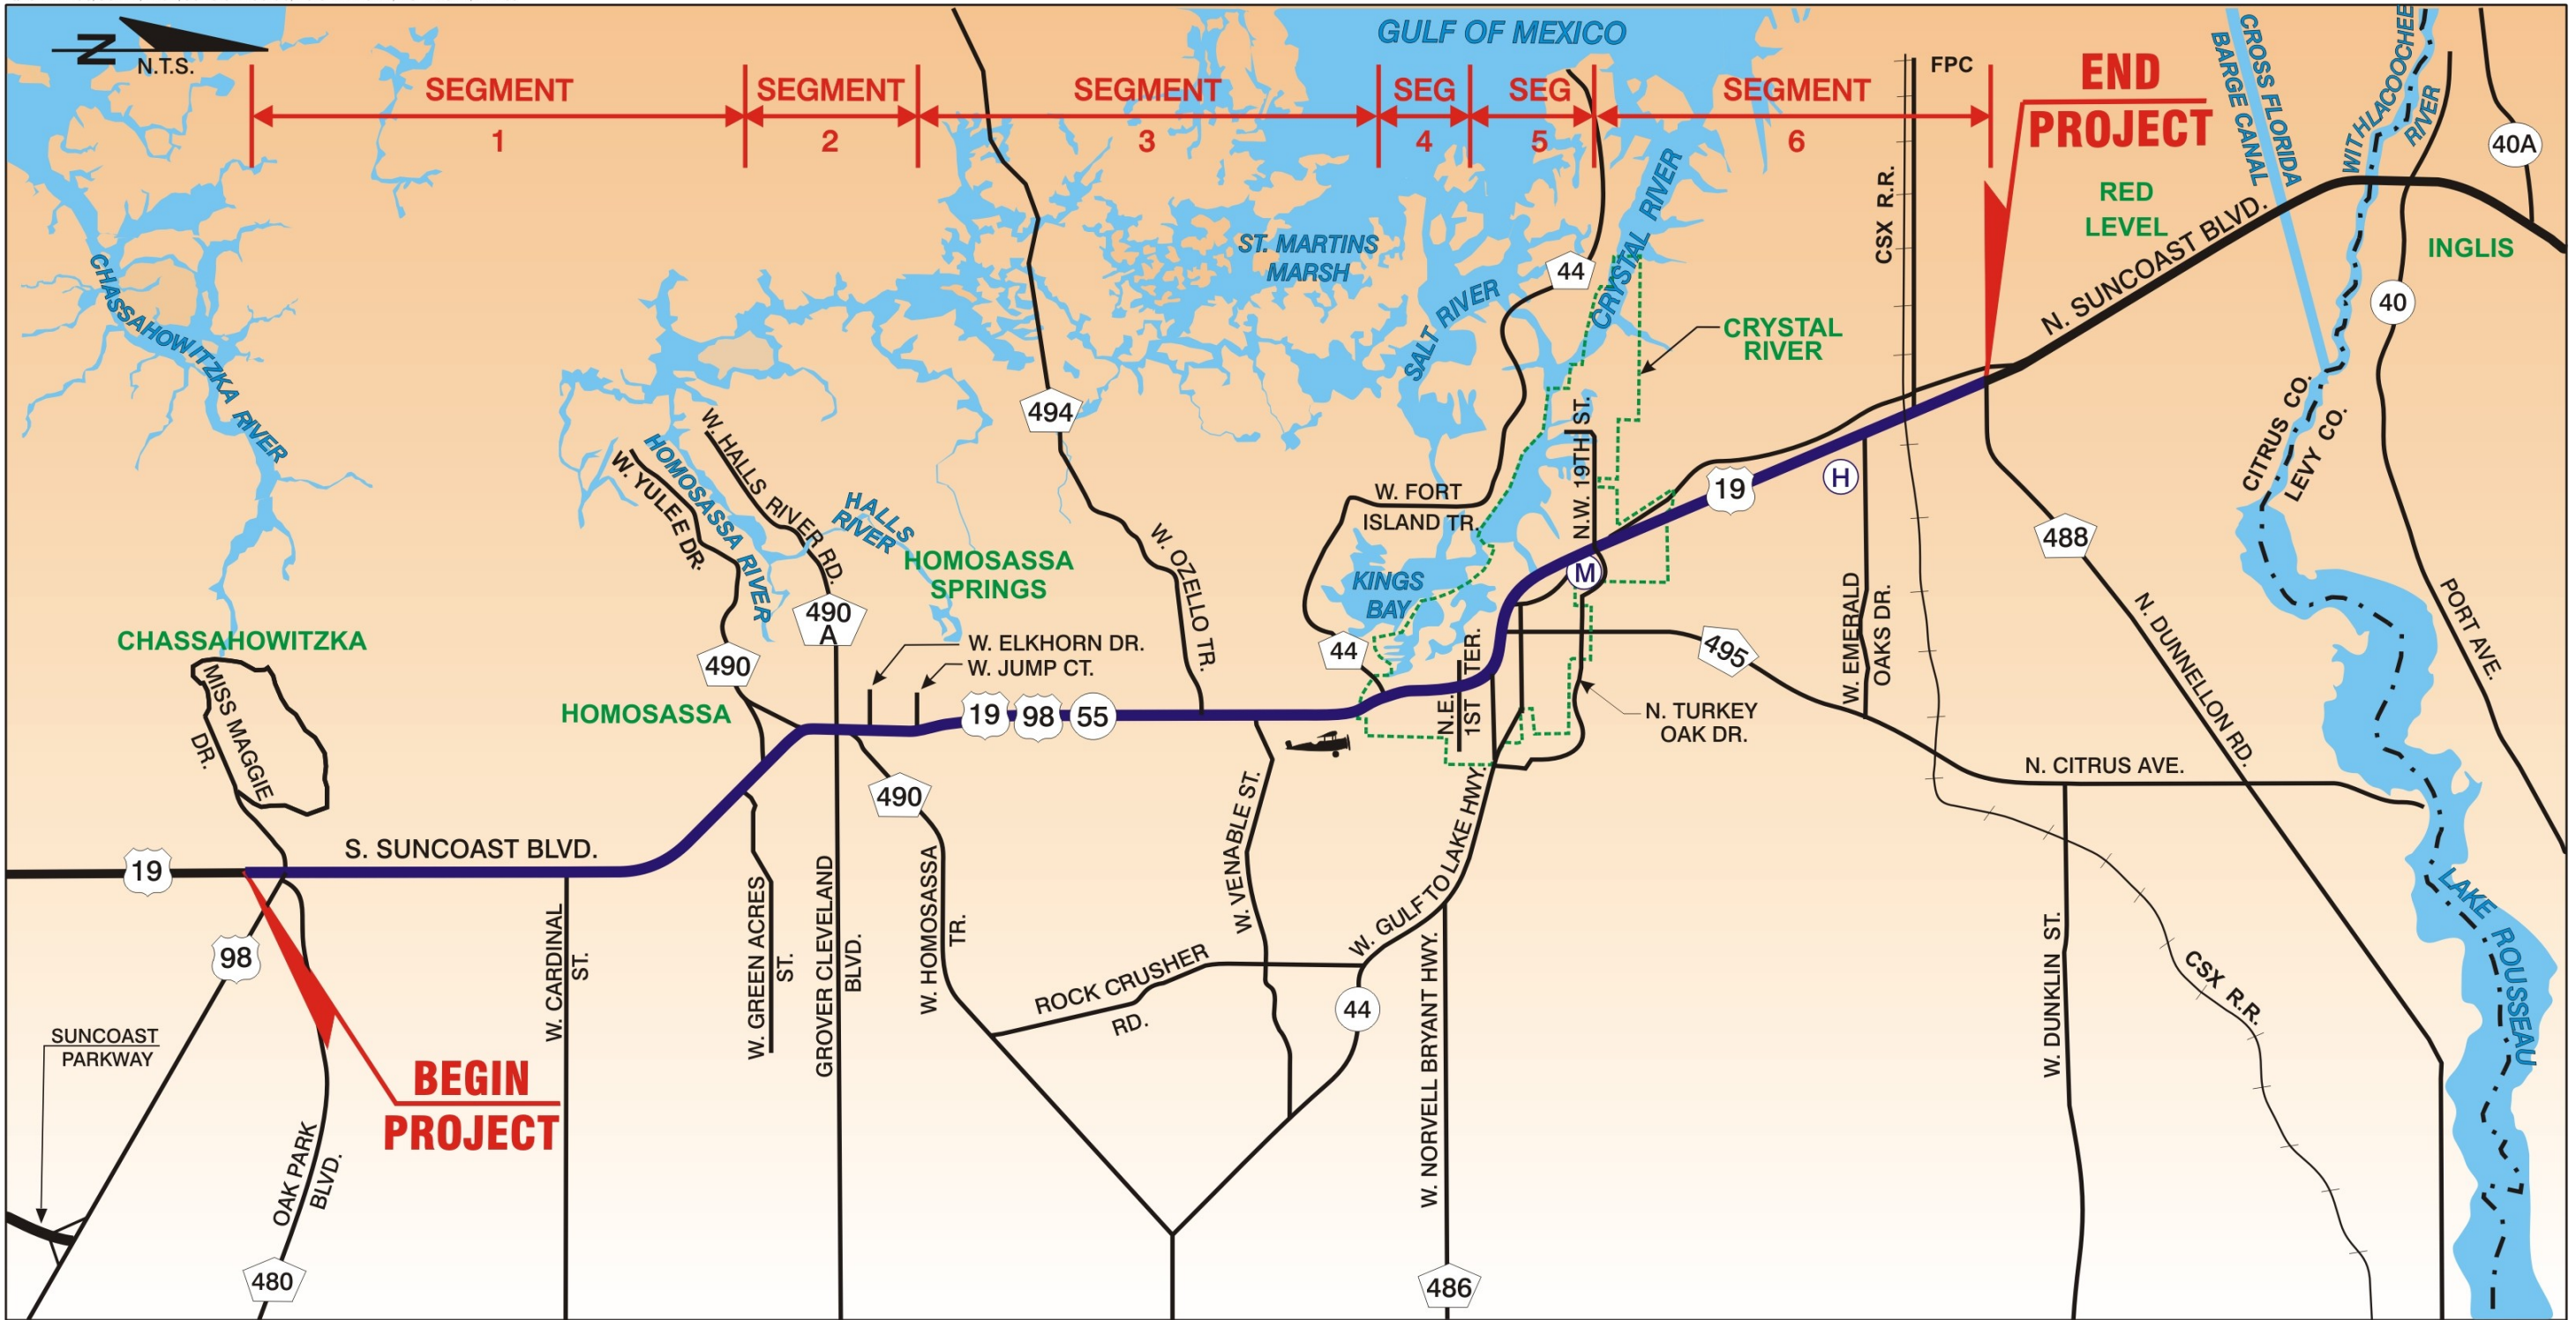 N
N.T.S.
SEGMENT
1
SEGMENT
2
SEGMENT
3
SEG
4
SEG
5
SEGMENT
6
GULF OF MEXICO
FPC
CSX R.R.
END
PROJECT
RED
LEVEL
CROSS FLORIDA
BARGE CANAL
WITHLACOOCHEE
RIVER
40A
INGLIS
40
N. SUNCOAST BLVD.
CITRUS CO.
LEVY CO.
PORT AVE.
CHASSAHOWITZKA RIVER
ST. MARTINS
MARSH
SALT RIVER
CRYSTAL RIVER
44
CRYSTAL
RIVER
494
W. HALLS RIVER RD.
HOMOSASSA RIVER
W. YULEE DR.
HALLS
RIVER
HOMOSASSA
SPRINGS
W. OZELLO TR.
W. FORT
ISLAND TR.
KINGS
BAY
N.W. 19TH ST.
M
19
H
488
N. DUNNELLON RD.
W. EMERALD
OAKS DR.
495
CHASSAHOWITZKA
MISS MAGGIE
DR.
490
490
A
W. ELKHORN DR.
W. JUMP CT.
HOMOSASSA
19
98
55
44
N.E.
1ST TER.
N. TURKEY
OAK DR.
N. CITRUS AVE.
490
19
S. SUNCOAST BLVD.
98
W. CARDINAL
ST.
W. GREEN ACRES
ST.
GROVER CLEVELAND
BLVD.
W. HOMOSASSA
TR.
W. VENABLE ST.
W. GULF TO LAKE HWY.
ROCK CRUSHER
RD.
44
W. NORVELL BRYANT HWY.
486
W. DUNKLIN ST.
CSX R.R.
LAKE ROUSSEAU
SUNCOAST
PARKWAY
BEGIN
PROJECT
OAK PARK
BLVD.
480